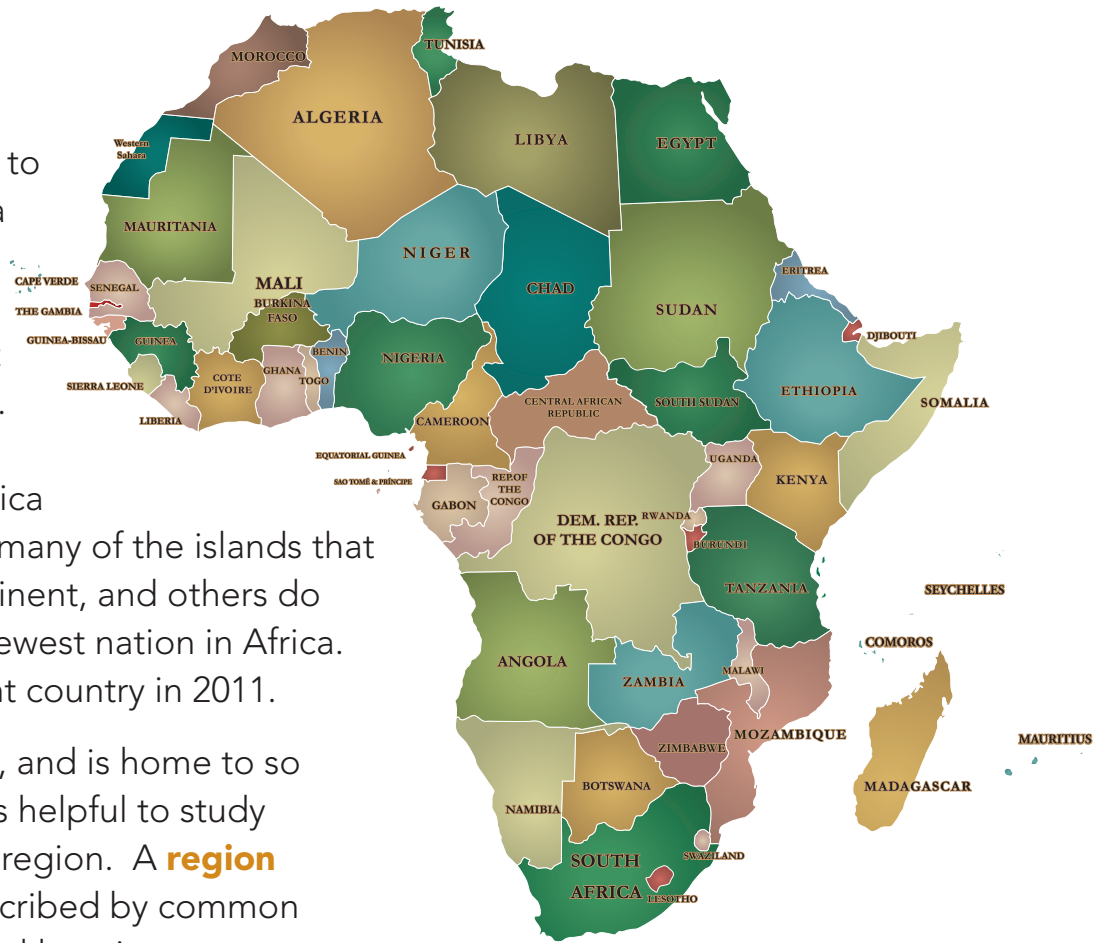 to
a
.
ica
many of the islands that
inent, and others do
ewest nation in Africa.
t country in 2011.
, and is home to so
s helpful to study
region. A region
cribed by common
MOROCCO
TUNISIA
ALGERIA
LIBYA
EGYPT
Western
Sahara
MAURITANIA
MALI
NIGER
CHAD
SUDAN
ERITREA
CAPE VERDE
SENEGAL
THE GAMBIA
GUINEA-BISSAU
GUINEA
SIERRA LEONE
LIBERIA
COTE
D'IVOIRE
BURKINA
FASO
GHANA
TOGO
BENIN
NIGERIA
CAMEROON
CENTRAL AFRICAN
REPUBLIC
SOUTH SUDAN
ETHIOPIA
DJIBOUTI
SOMALIA
EQUATORIAL GUINEA
SAO TOMÉ & PRÍNCIPE
GABON
REP.OF
THE
CONGO
DEM. REP.
OF THE CONGO
UGANDA
KENYA
RWANDA
BURUNDI
TANZANIA
SEYCHELLES
COMOROS
ANGOLA
ZAMBIA
MALAWI
MOZAMBIQUE
ZIMBABWE
MADAGASCAR
MAURITIUS
NAMIBIA
BOTSWANA
SOUTH
AFRICA
SWAZILAND
LESOTHO